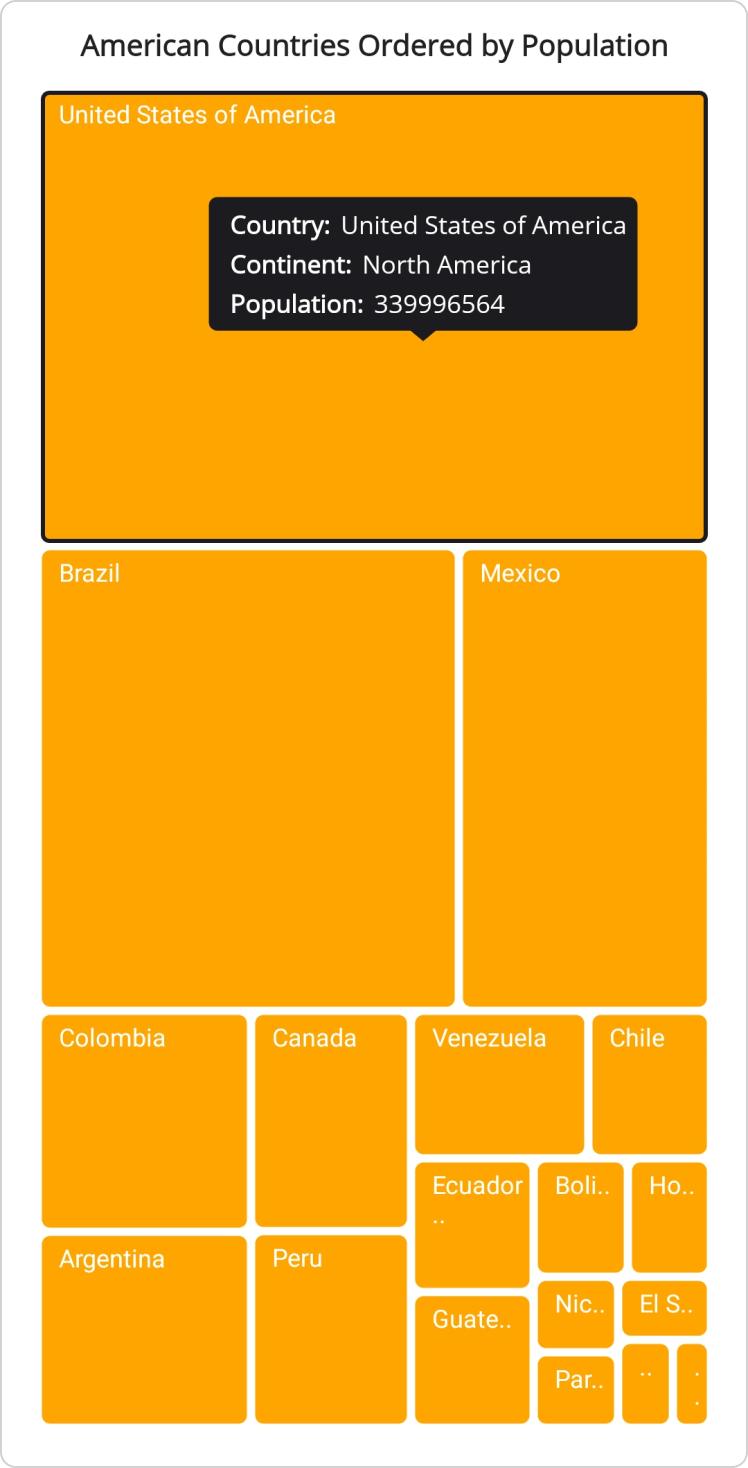 American Countries Ordered by Population
United States of America
Country: United States of America
Continent: North America
Population: 339996564
Brazil
Mexico
Colombia
Canada
Venezuela
Chile
Ecuador
..
Boli..
Ho..
Argentina
Peru
Guate..
Nic..
El S..
Par..
..
.
.